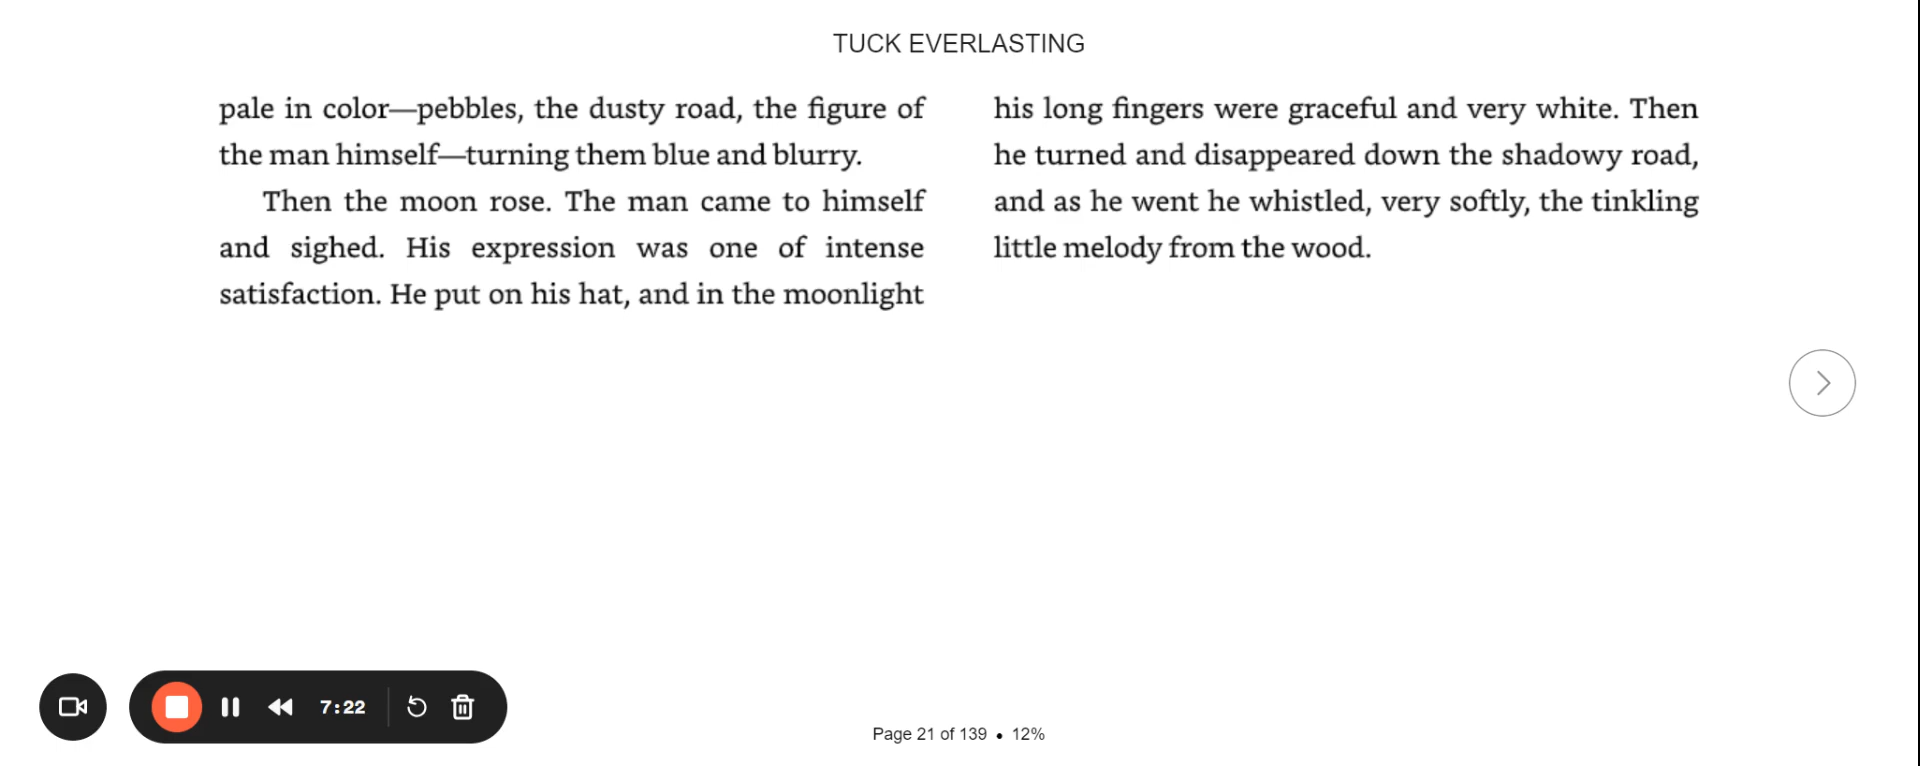 TUCK EVERLASTING
pale in color—pebbles, the dusty road, the figure of
the man himself—turning them blue and blurry.
Then the moon rose. The man came to himself
and sighed. His expression was one of intense
satisfaction. He put on his hat, and in the moonlight
his long fingers were graceful and very white. Then
he turned and disappeared down the shadowy road,
and as he went he whistled, very softly, the tinkling
little melody from the wood.
7:22
Page 21 of 139 • 12%